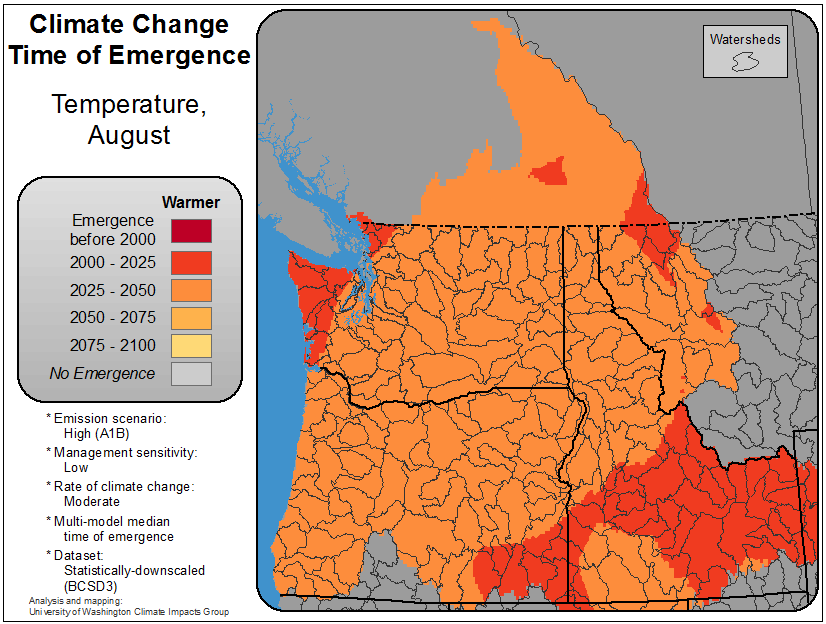 Climate Change
Time of Emergence
Temperature,
August
Warmer
Emergence
before 2000
2000 - 2025
2025 - 2050
2050 - 2075
2075 - 2100
No Emergence
* Emission scenario:
High (A1B)
* Management sensitivity:
Low
* Rate of climate change:
Moderate
* Multi-model median
time of emergence
* Dataset:
Statistically-downscaled
(BCSD3)
Analysis and mapping:
University of Washington Climate Impacts Group
Watersheds